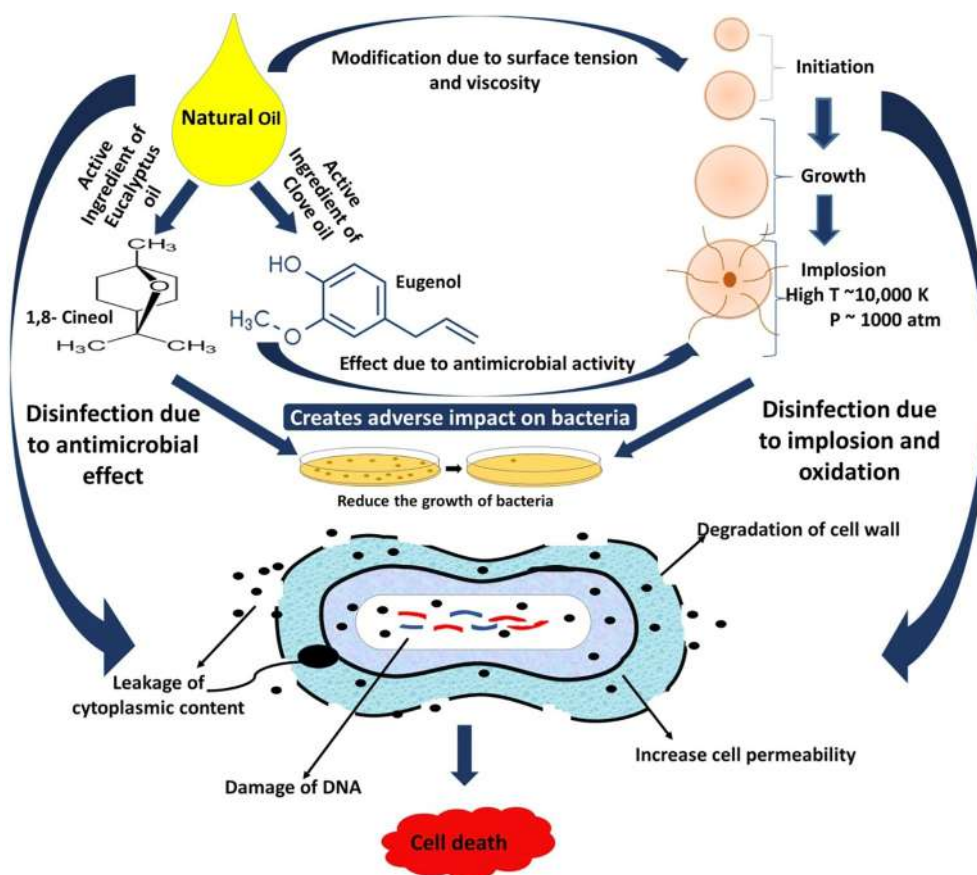 Natural Oil
Modification due to surface tension
and viscosity
Initiation
Growth
Implosion
High T ~10,000 K
P ~ 1000 atm
Active
Ingredient of
Eucalyptus
oil
Active
Ingredient of
Clove oil
CH3
O
1,8- Cineol
H3C
CH3
HO
Eugenol
H3C
O
Effect due to antimicrobial activity
Disinfection due
to antimicrobial
effect
Creates adverse impact on bacteria
Disinfection due
to implosion and
oxidation
Reduce the growth of bacteria
Degradation of cell wall
Leakage of
cytoplasmic content
Increase cell permeability
Damage of DNA
Cell death